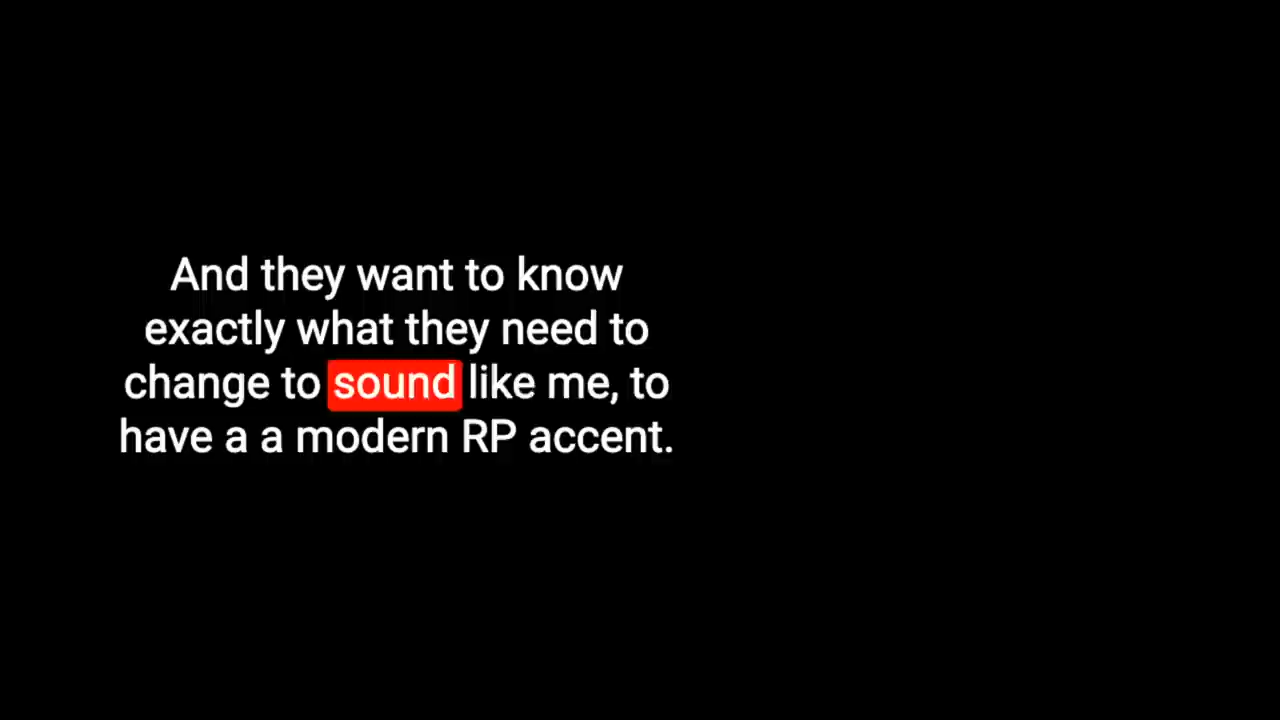 And they want to know
exactly what they need to
change to sound like me, to
have a a modern RP accent.